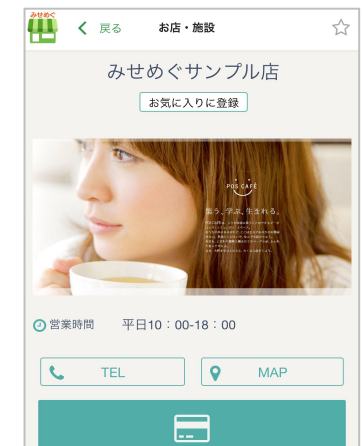 みせめぐ
戻る
お店・施設
みせめぐサンプル店
お気に入りに登録
POS CAFÉ
集う、学ぶ、生まれる。
営業時間 平日10：00-18：00
TEL
MAP